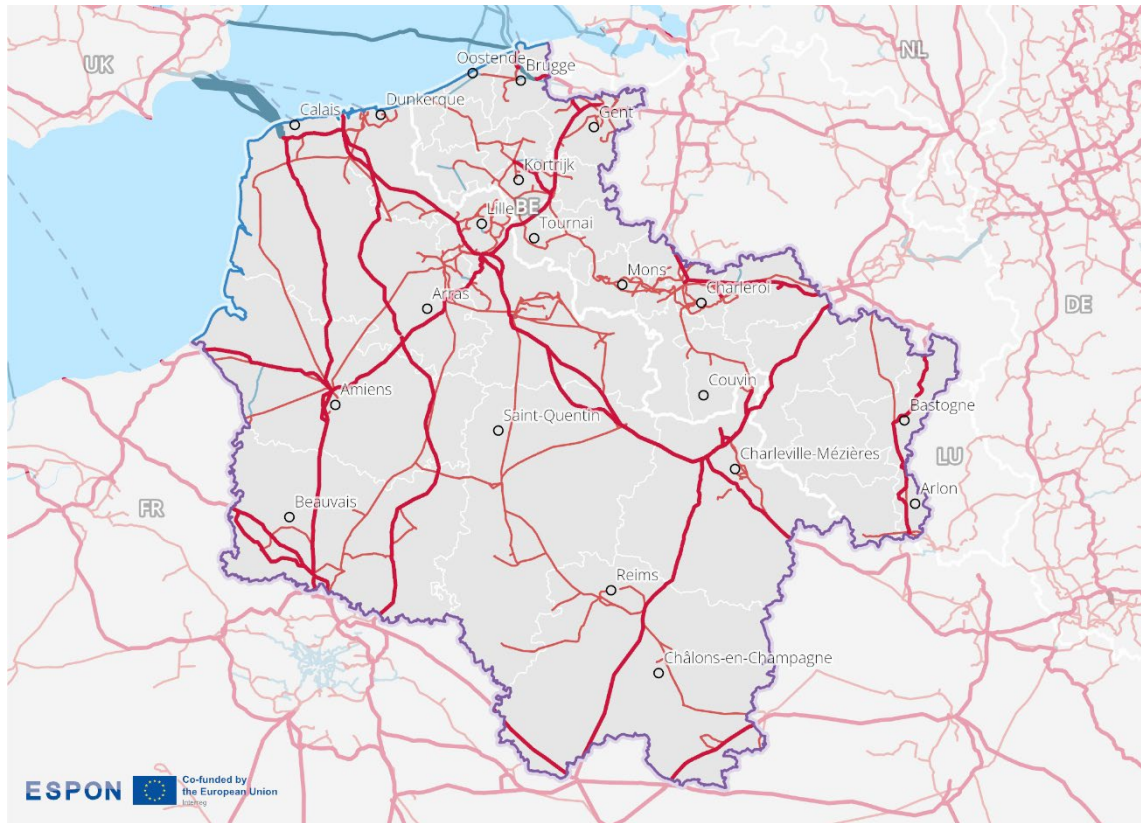 UK
NL
Oostende
Brugge
Calais
Dunkerque
Gent
Kortrijk
BE
Lille
Tournai
Mons
Charleroi
DE
Arras
Couvin
Amiens
Saint-Quentin
Bastogne
LU
Charleville-Mézières
FR
Beauvais
Arlon
Reims
Châlons-en-Champagne
ESPON
Co-funded by
the European Union
Interreg